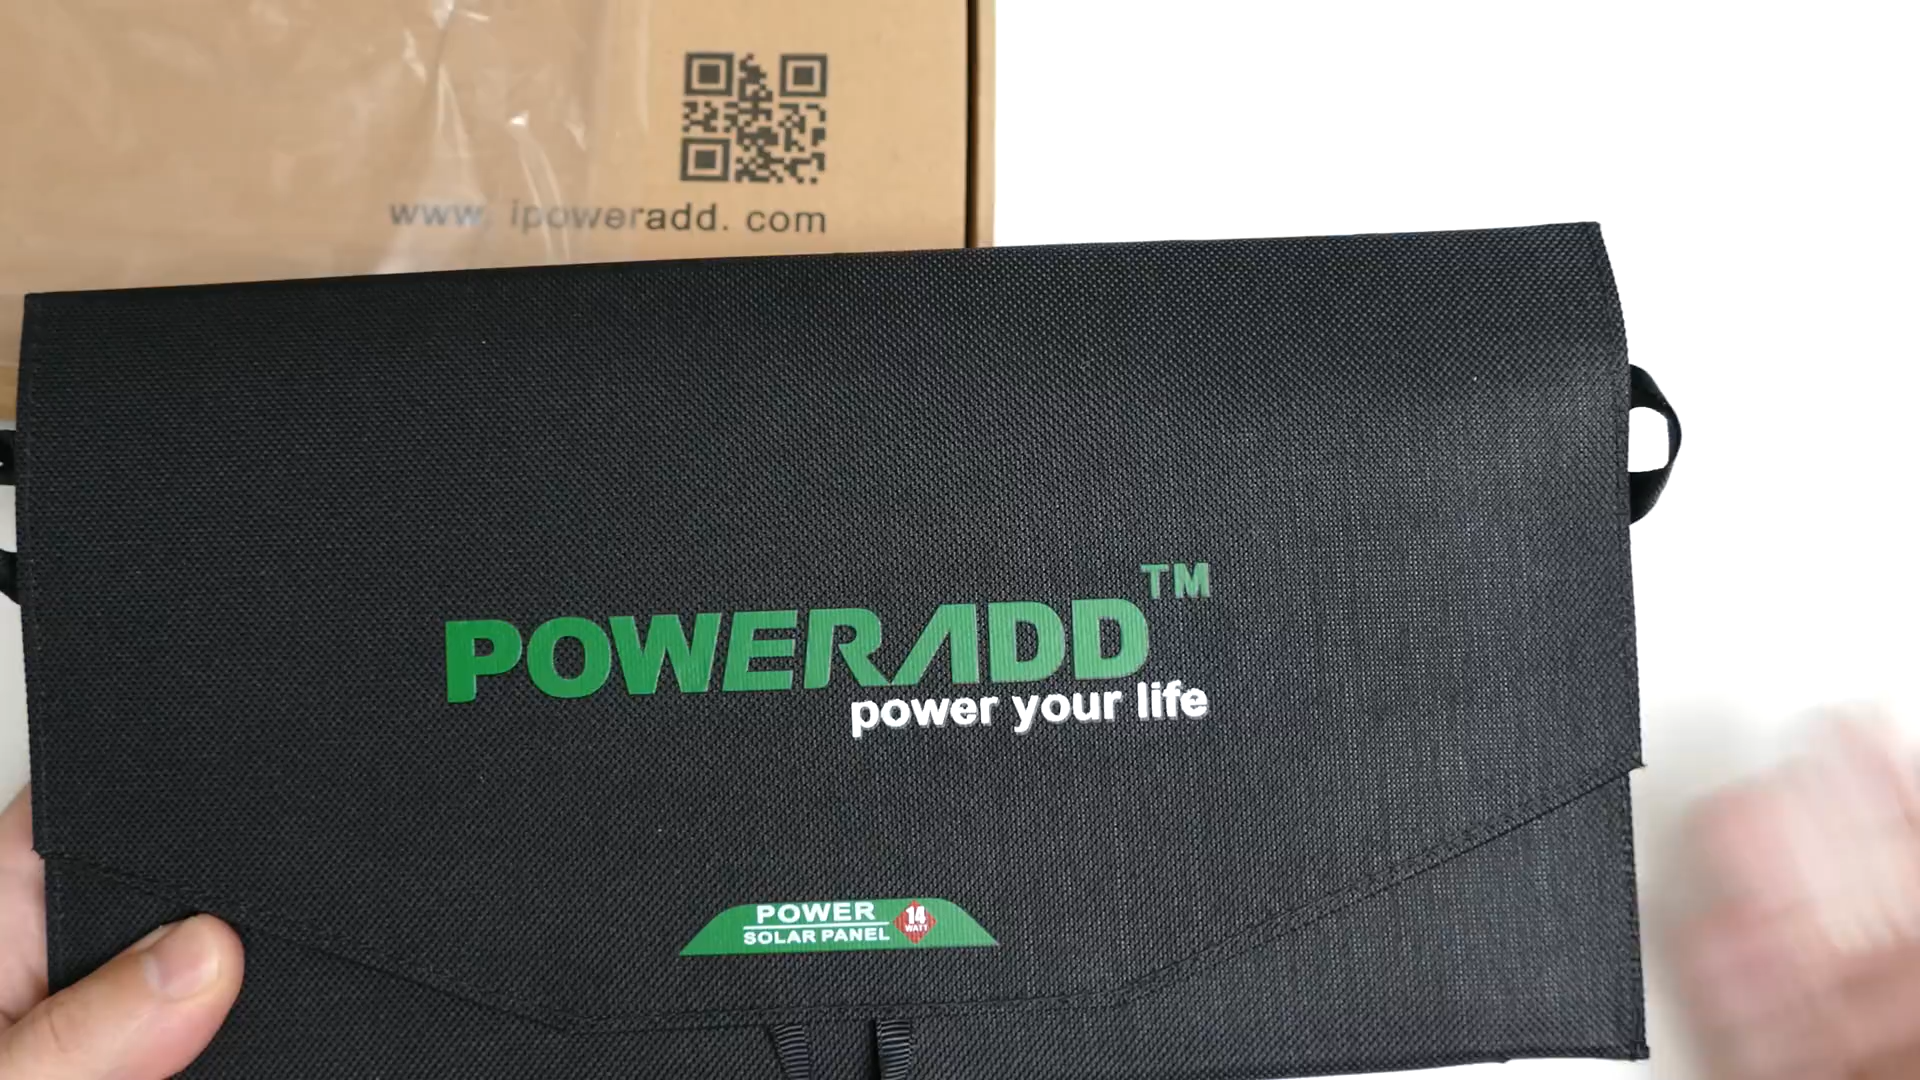 www. ipoweradd. com
POWERADD™
power your life
POWER
SOLAR PANEL
14
WATT